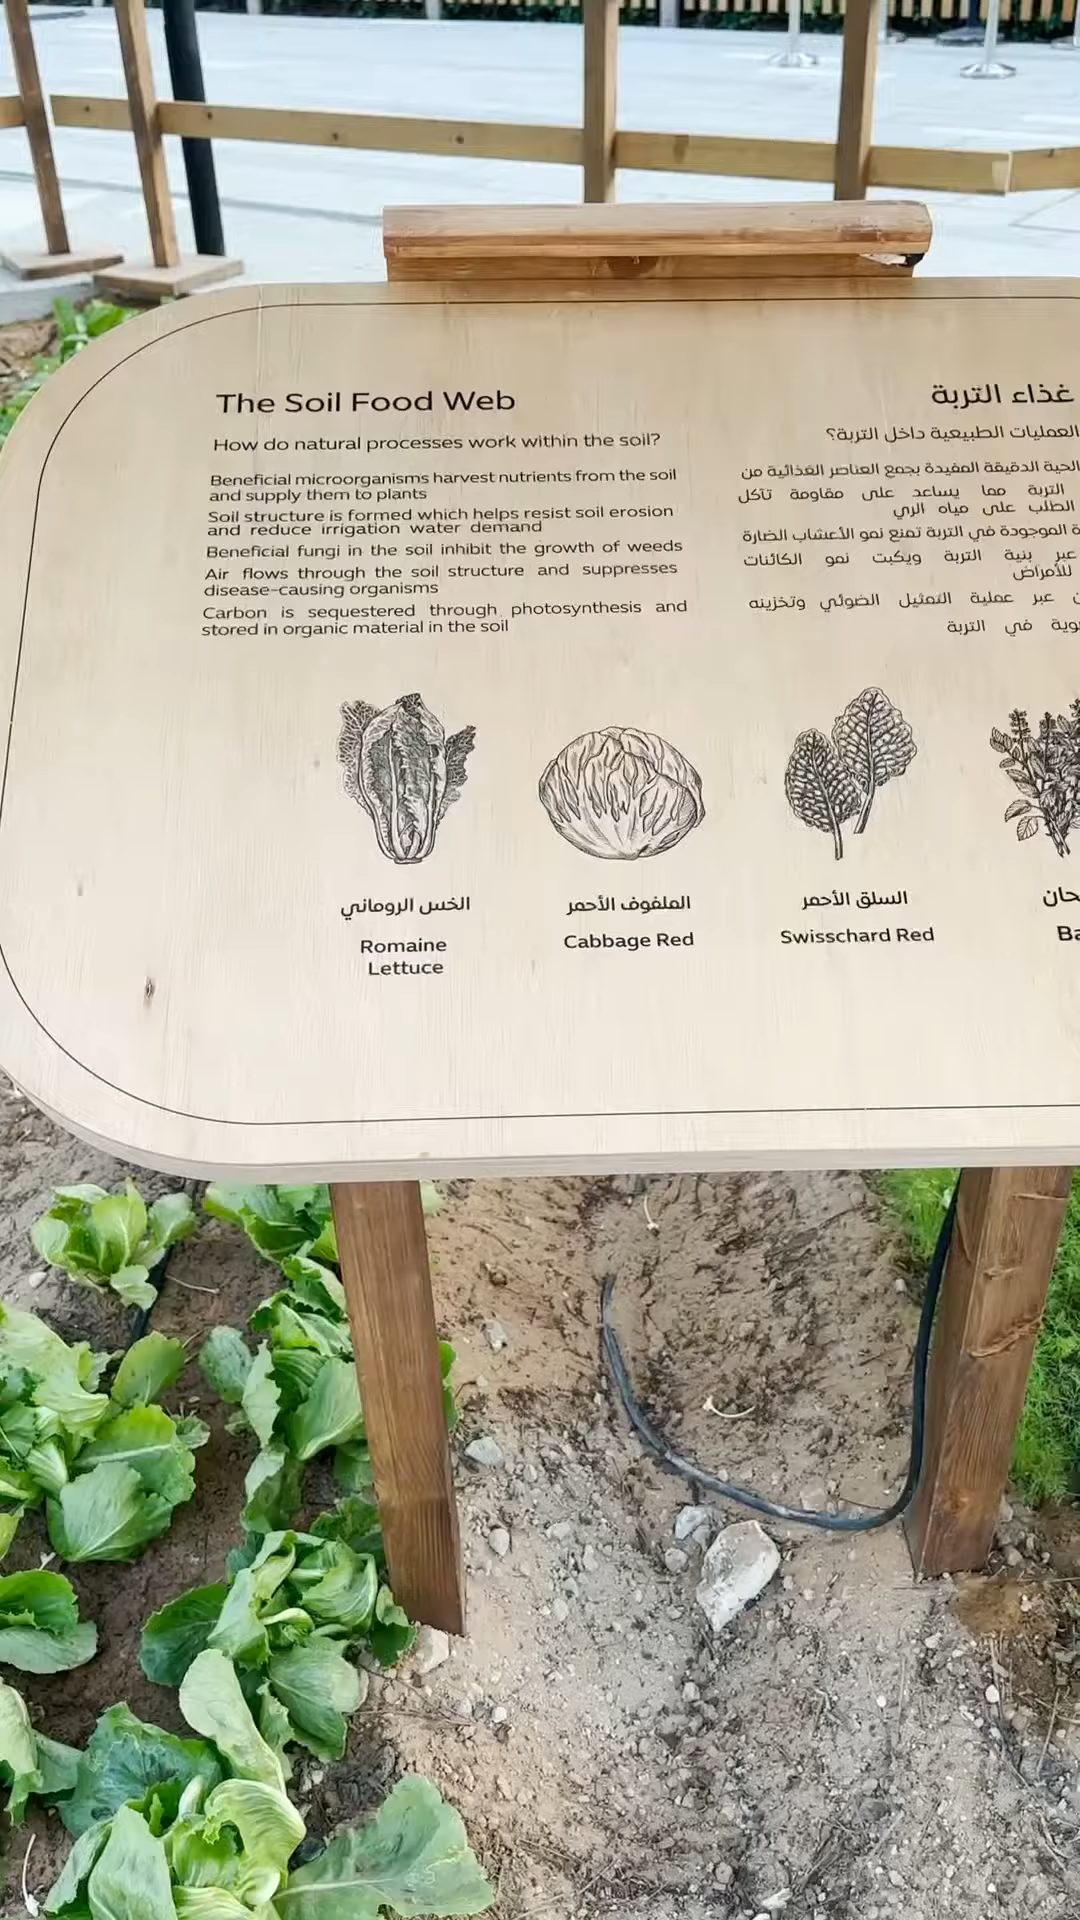 The Soil Food Web
How do natural processes work within the soil?
Beneficial microorganisms harvest nutrients from the soil
and supply them to plants
Soil structure is formed which helps resist soil erosion
and reduce irrigation water demand
Beneficial fungi in the soil inhibit the growth of weeds
Air flows through the soil structure and suppresses
disease-causing organisms
Carbon is sequestered through photosynthesis and
stored in organic material in the soil
غذاء التربة
العمليات الطبيعية داخل التربة؟
الحية الدقيقة المفيدة بجمع العناصر الغذائية من
التربة مما يساعد على مقاومة تآكل
الطلب على مياه الري
الموجودة في التربة تمنع نمو الأعشاب الضارة
عبر بنية التربة ويكبت نمو الكائنات
للأمراض
عبر عملية التمثيل الضوئي وتخزينه
في التربة
الخس الروماني
Romaine
Lettuce
الملفوف الأحمر
Cabbage Red
السلق الأحمر
Swisschard Red